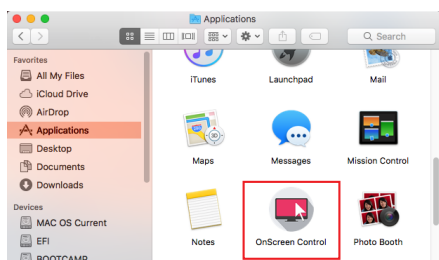 Applications
Search
Favorites
All My Files
iCloud Drive
AirDrop
Applications
Desktop
Documents
Downloads
Devices
MAC OS Current
EFI
BOOTCAMP
iTunes
Launchpad
Mail
Maps
Messages
Mission Control
Notes
OnScreen Control
Photo Booth